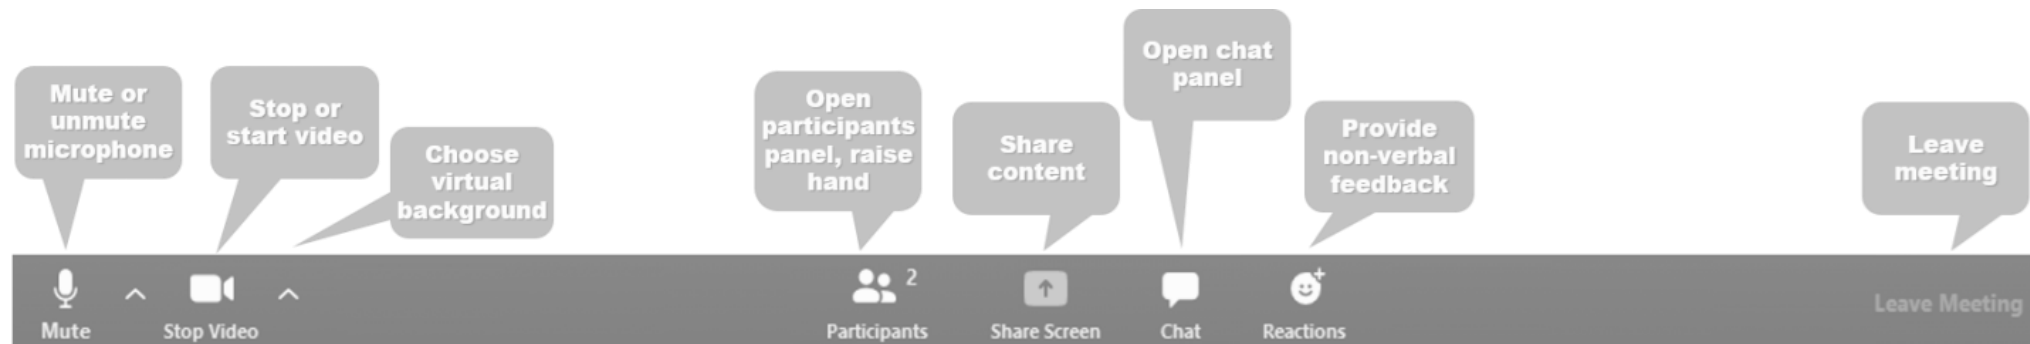 Mute or
unmute
microphone
Stop or
start video
Choose
virtual
background
Open
participants
panel, raise
hand
Share
content
Open chat
panel
Provide
non-verbal
feedback
Leave
meeting
Mute
Stop Video
2
Participants
Share Screen
Chat
Reactions
Leave Meeting